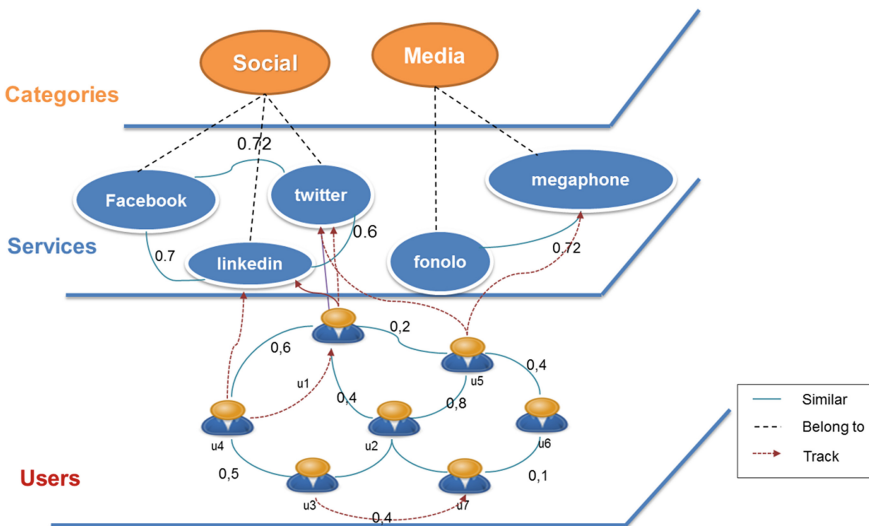 Social
Media
Categories
0.72
Facebook
twitter
megaphone
Services
0.7
linkedin
0.6
fonolo
0.72
0,6
0,2
u1
0,4
u5
0,4
0,8
u4
u2
u6
0,5
0,1
Users
u3
0,4
u7
Similar
Belong to
Track